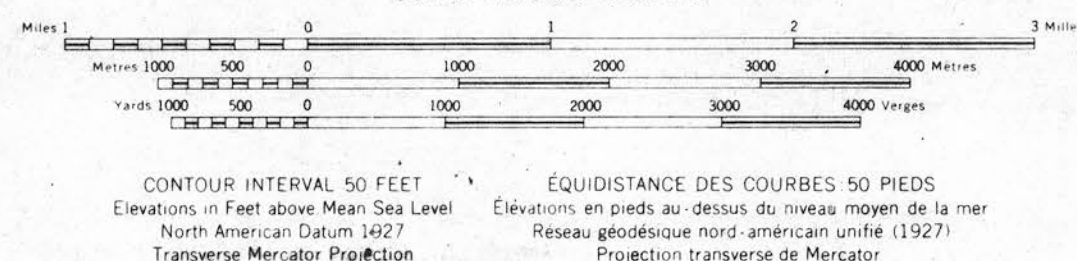 Miles 1 0 1 2 3 Mille
Metres 1000 500 0 1000 2000 3000 4000 Mètres
Yards 1000 500 0 1000 2000 3000 4000 Verges
CONTOUR INTERVAL 50 FEET
Elevations in Feet above Mean Sea Level
North American Datum 1927
Transverse Mercator Projection
ÉQUIDISTANCE DES COURBES 50 PIEDS
Élévations en pieds au-dessus du niveau moyen de la mer
Réseau géodésique nord-américain unifié (1927)
Projection transverse de Mercator